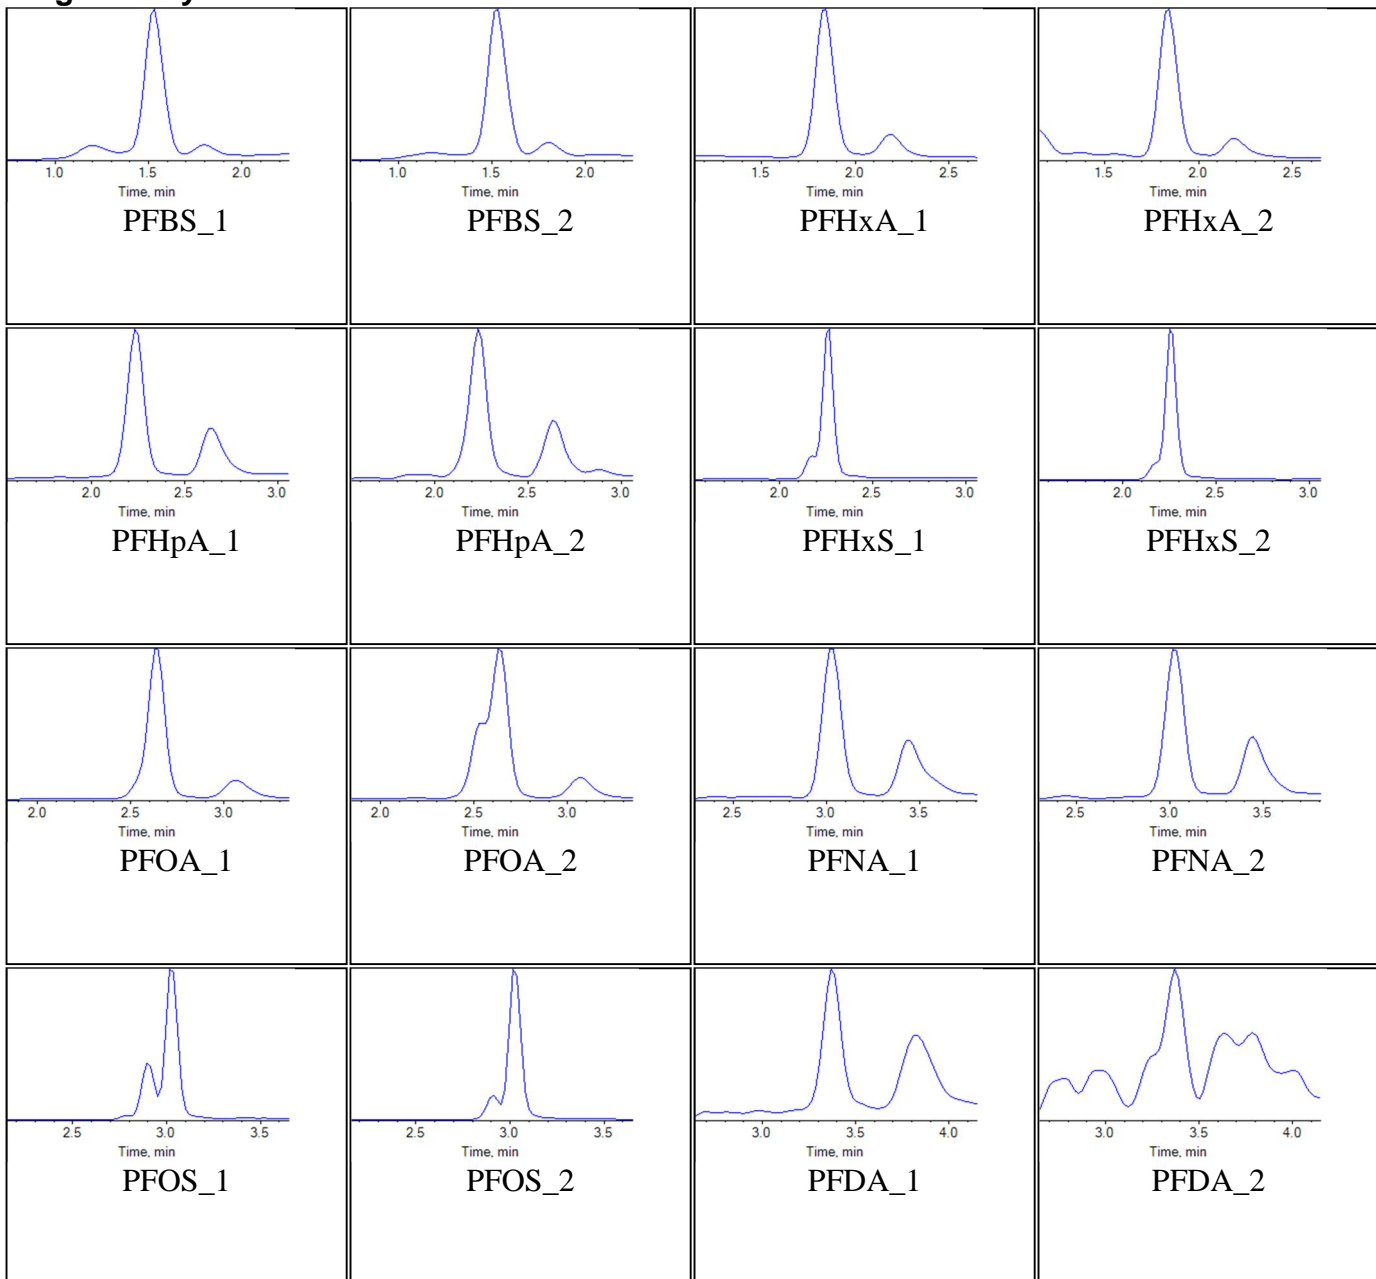 1.0 1.5 2.0
Time, min
PFBS_1
1.0 1.5 2.0
Time, min
PFBS_2
1.5 2.0 2.5
Time, min
PFHxA_1
1.5 2.0 2.5
Time, min
PFHxA_2
2.0 2.5 3.0
Time, min
PFHpA_1
2.0 2.5 3.0
Time, min
PFHpA_2
2.0 2.5 3.0
Time, min
PFHxS_1
2.0 2.5 3.0
Time, min
PFHxS_2
2.0 2.5 3.0
Time, min
PFOA_1
2.0 2.5 3.0
Time, min
PFOA_2
2.5 3.0 3.5
Time, min
PFNA_1
2.5 3.0 3.5
Time, min
PFNA_2
2.5 3.0 3.5
Time, min
PFOS_1
2.5 3.0 3.5
Time, min
PFOS_2
3.0 3.5 4.0
Time, min
PFDA_1
3.0 3.5 4.0
Time, min
PFDA_2